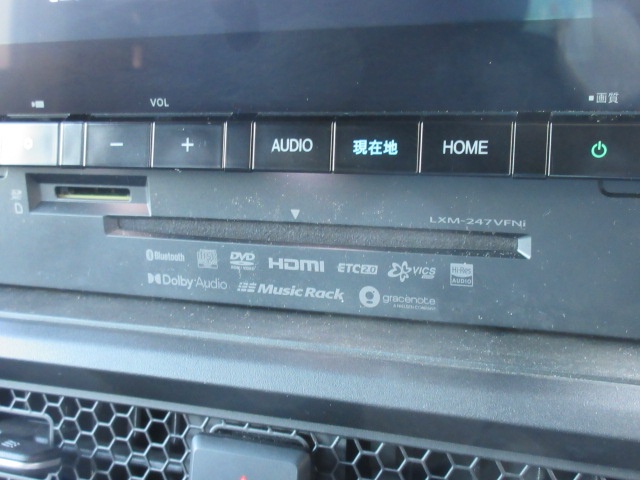 VOL
■画質
− + AUDIO 現在地 HOME
LXM-247VFNi
Bluetooth DVD HDMI ETC2.0 VICS Hi-Res AUDIO
Dolby Audio Music Rack gracenote